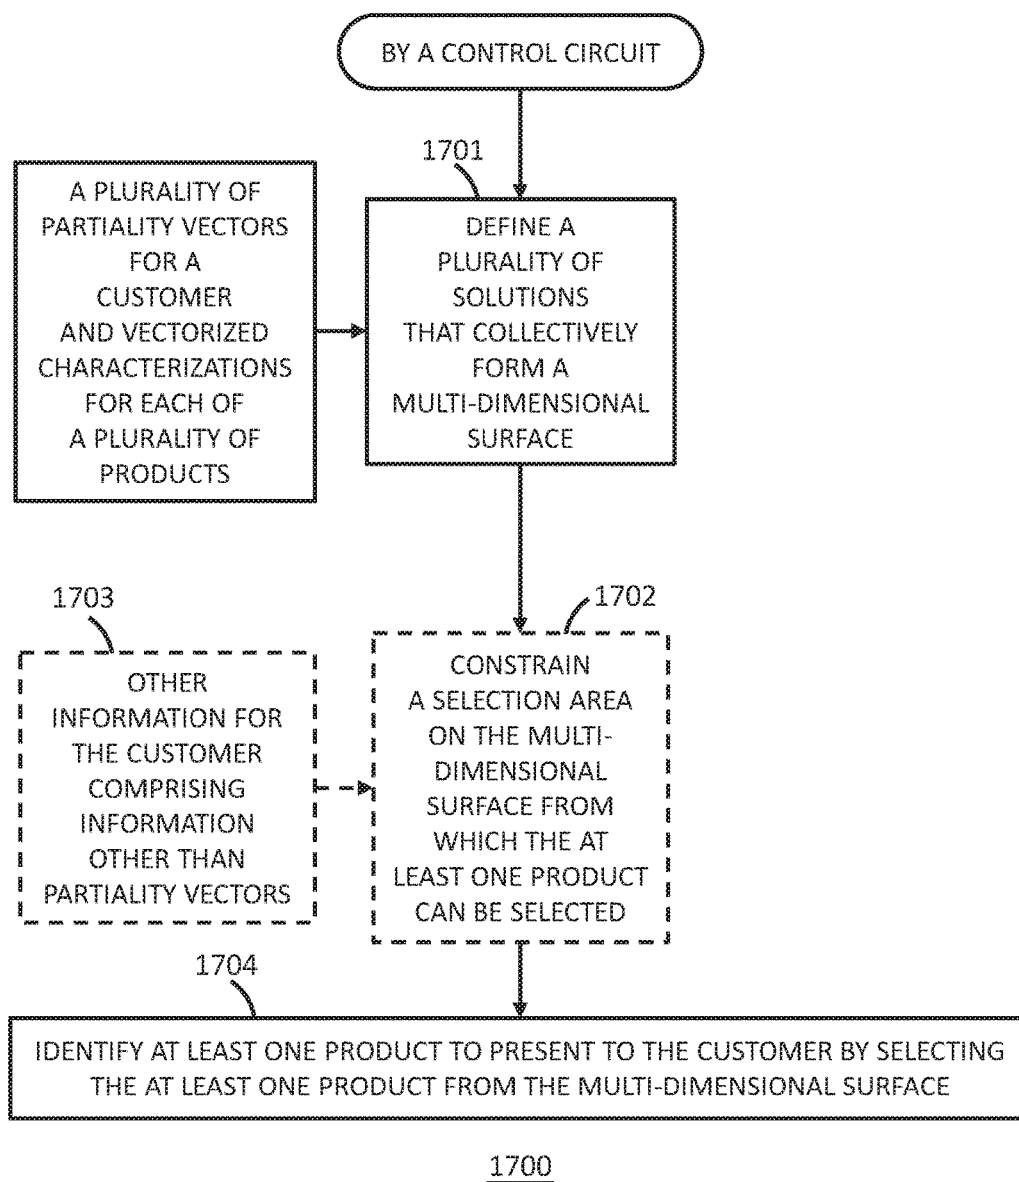 BY A CONTROL CIRCUIT
1701
A PLURALITY OF
PARTIALITY VECTORS
FOR A
CUSTOMER
AND VECTORIZED
CHARACTERIZATIONS
FOR EACH OF
A PLURALITY OF
PRODUCTS
DEFINE A
PLURALITY OF
SOLUTIONS
THAT COLLECTIVELY
FORM A
MULTI-DIMENSIONAL
SURFACE
1703
OTHER
INFORMATION FOR
THE CUSTOMER
COMPRISING
INFORMATION
OTHER THAN
PARTIALITY VECTORS
1702
CONSTRAIN
A SELECTION AREA
ON THE MULTI-
DIMENSIONAL
SURFACE FROM
WHICH THE AT
LEAST ONE PRODUCT
CAN BE SELECTED
1704
IDENTIFY AT LEAST ONE PRODUCT TO PRESENT TO THE CUSTOMER BY SELECTING
THE AT LEAST ONE PRODUCT FROM THE MULTI-DIMENSIONAL SURFACE
1700